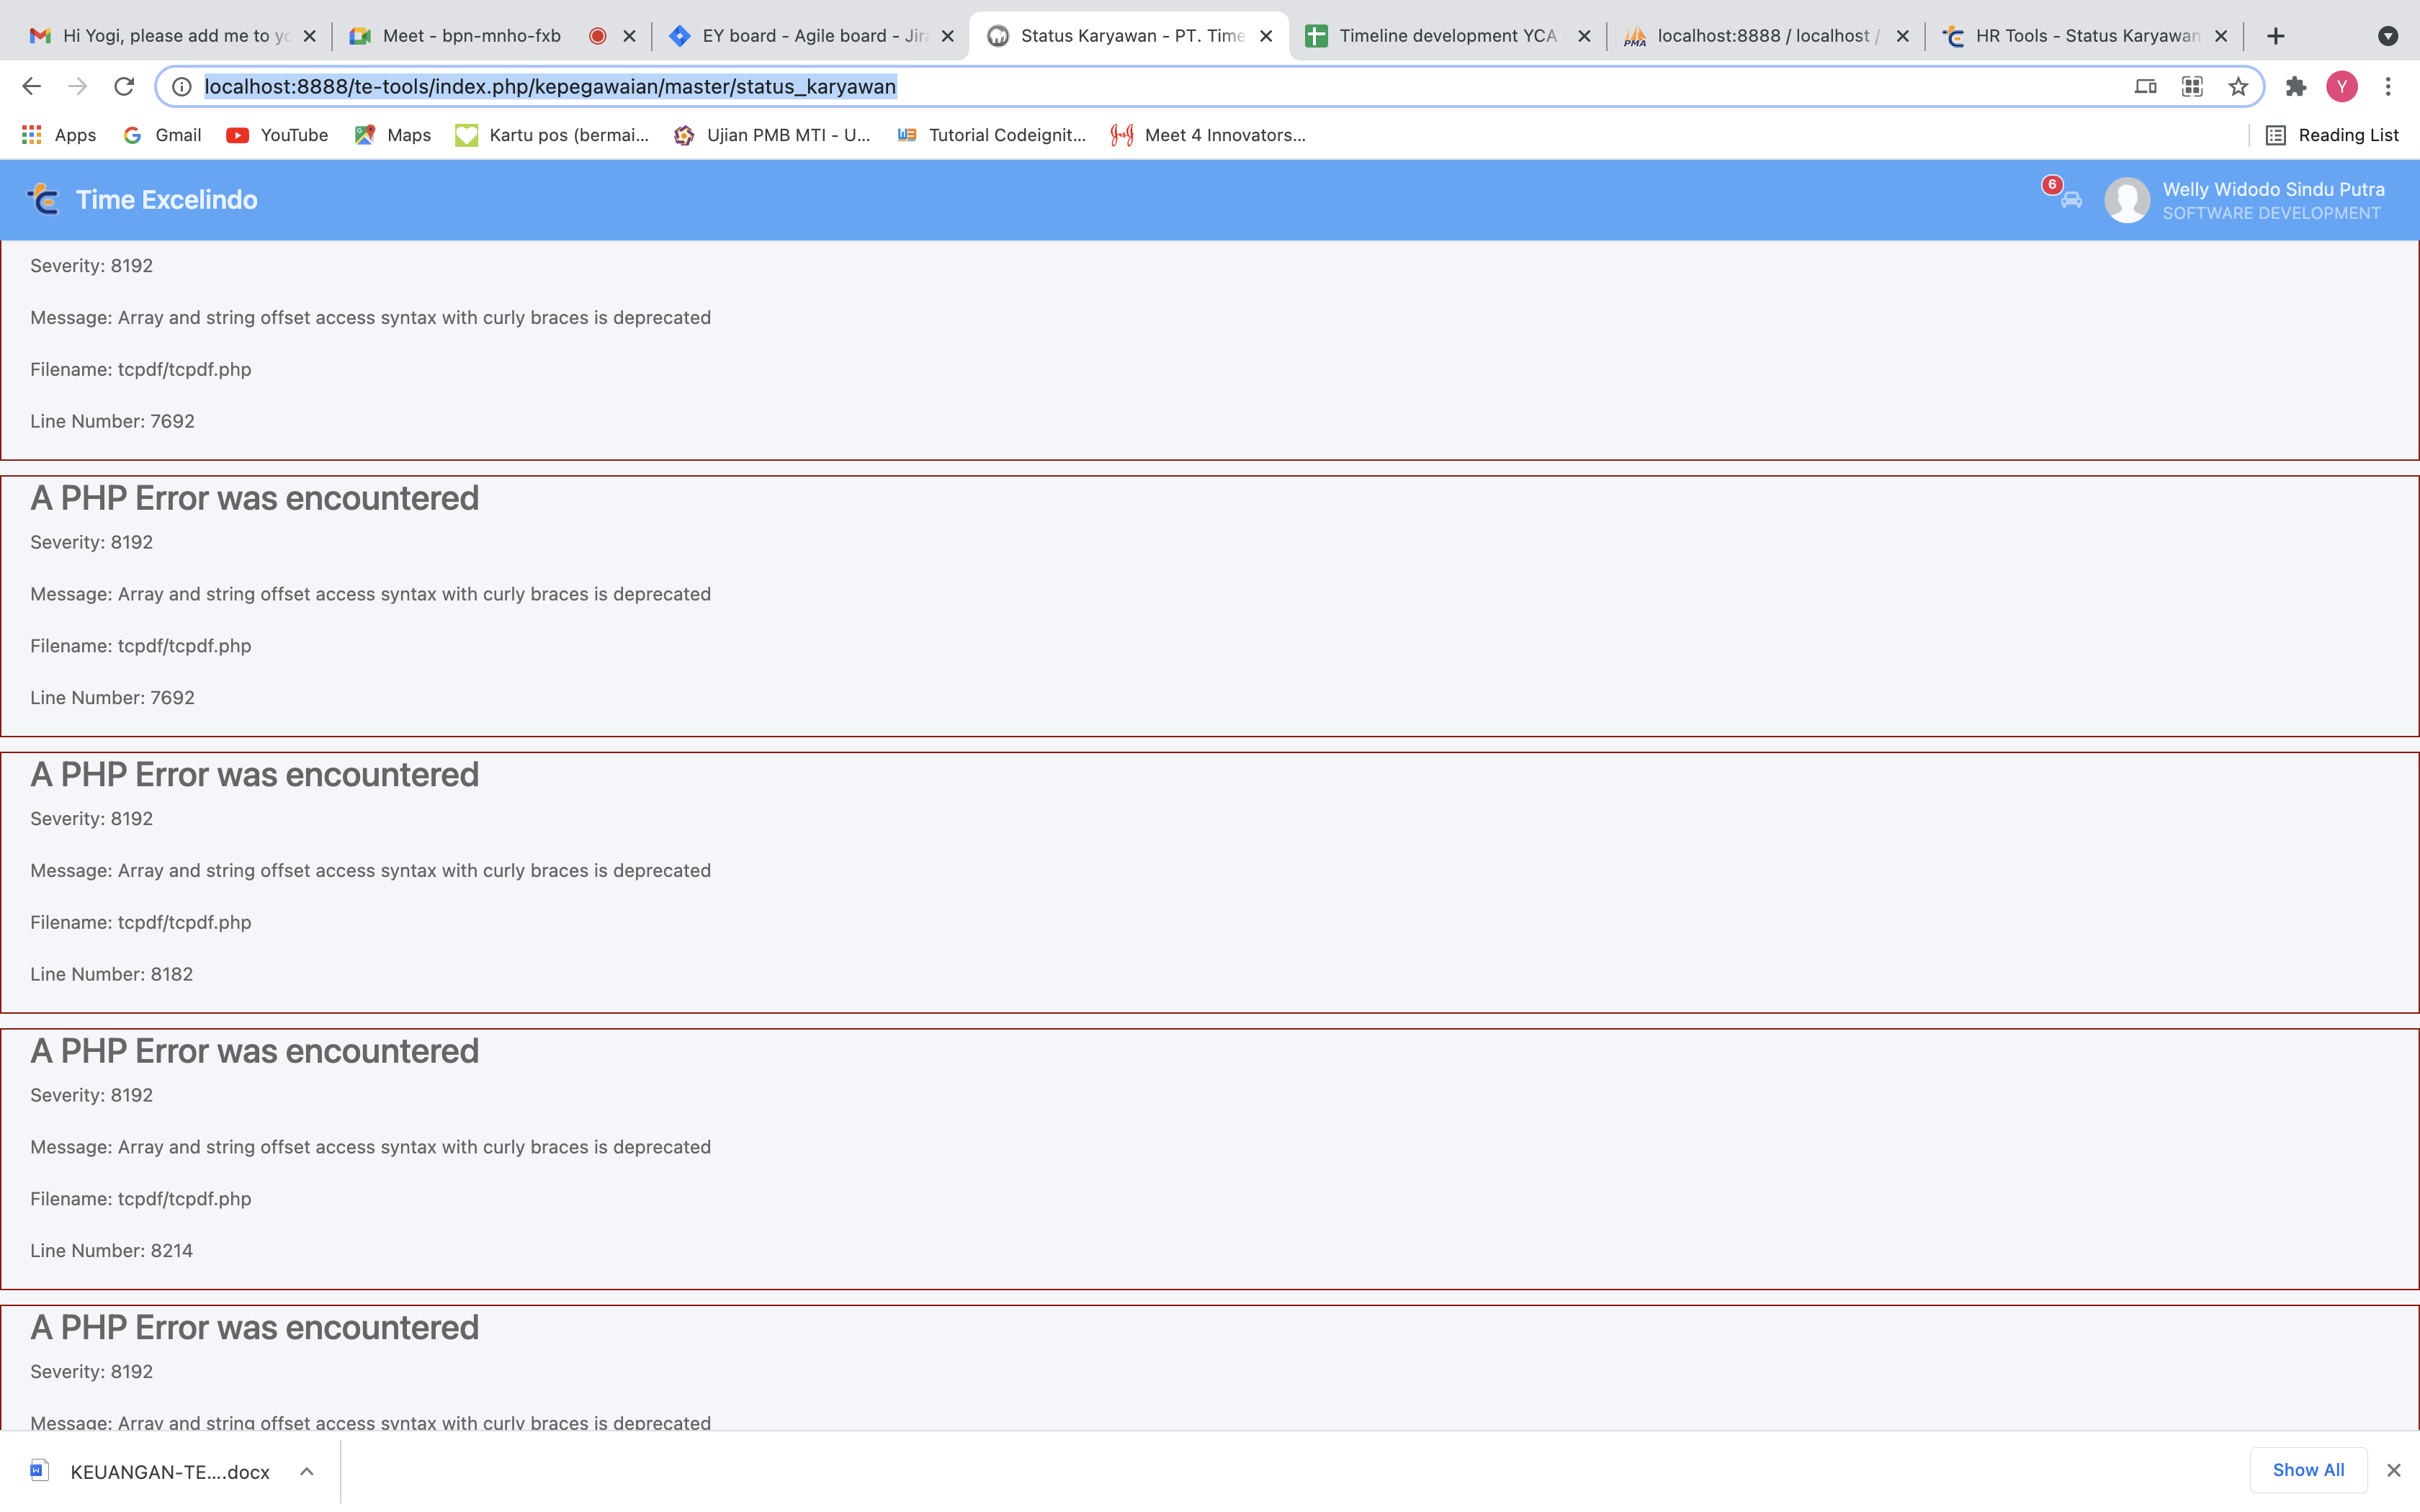 Hi Yogi, please add me to yo
Meet - bpn-mnho-fxb
EY board - Agile board - Jira
Status Karyawan - PT. Time
Timeline development YCA
PMA
localhost:8888 / localhost /
HR Tools - Status Karyawan
localhost:8888/te-tools/index.php/kepegawaian/master/status_karyawan
Y
Apps
Gmail
YouTube
Maps
Kartu pos (bermai...
Ujian PMB MTI - U...
Tutorial Codeignit...
Meet 4 Innovators...
Reading List
Time Excelindo
6
Welly Widodo Sindu Putra
SOFTWARE DEVELOPMENT
Severity: 8192
Message: Array and string offset access syntax with curly braces is deprecated
Filename: tcpdf/tcpdf.php
Line Number: 7692
A PHP Error was encountered
Severity: 8192
Message: Array and string offset access syntax with curly braces is deprecated
Filename: tcpdf/tcpdf.php
Line Number: 7692
A PHP Error was encountered
Severity: 8192
Message: Array and string offset access syntax with curly braces is deprecated
Filename: tcpdf/tcpdf.php
Line Number: 8182
A PHP Error was encountered
Severity: 8192
Message: Array and string offset access syntax with curly braces is deprecated
Filename: tcpdf/tcpdf.php
Line Number: 8214
A PHP Error was encountered
Severity: 8192
Message: Array and string offset access syntax with curly braces is deprecated
KEUANGAN-TE....docx
Show All